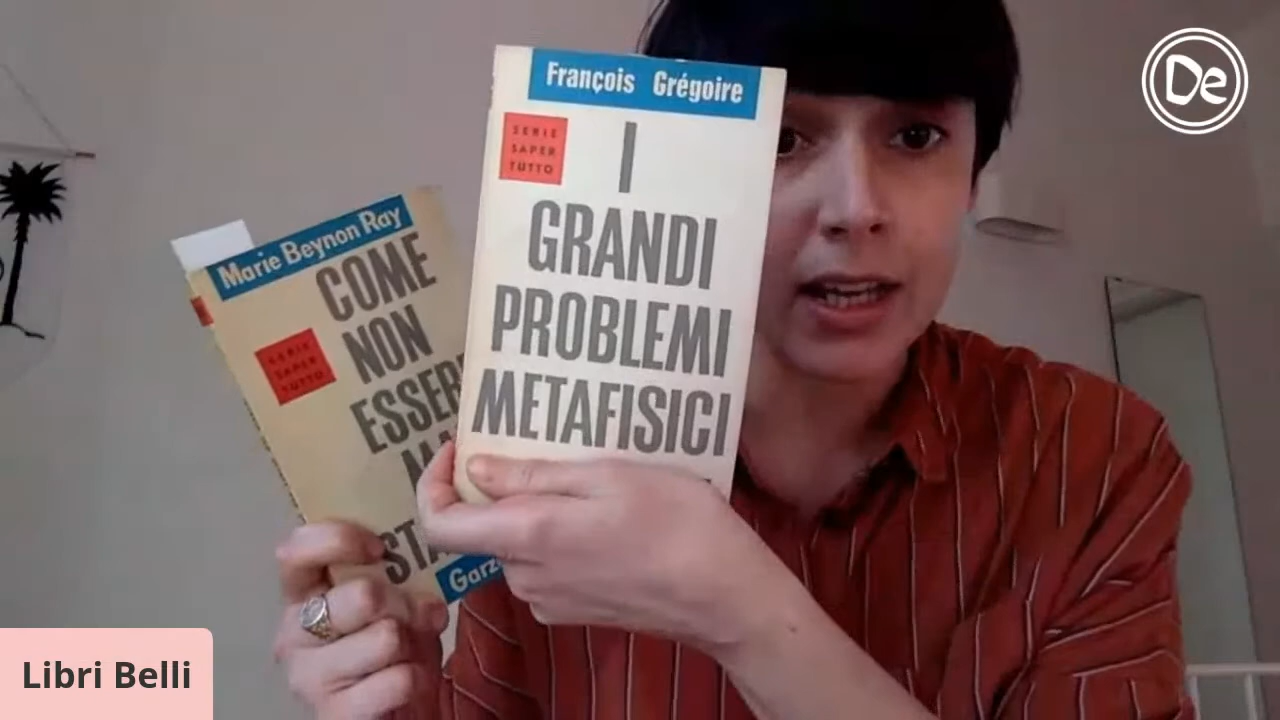 De
François Grégoire
SERIE
SAPER
TUTTO
I
GRANDI
PROBLEMI
METAFISICI
Marie Beynon Ray
SERIE
SAPER
TUTTO
COME
NON
Libri Belli